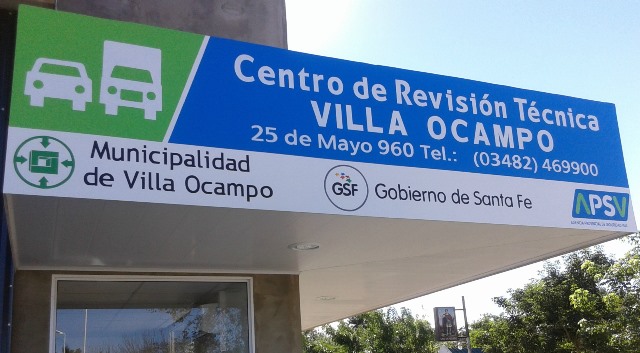 Centro de Revisión Técnica
VILLA OCAMPO
25 de Mayo 960 Tel.: (03482) 469900
Municipalidad
de Villa Ocampo
GSF
Gobierno de Santa Fe
APSV